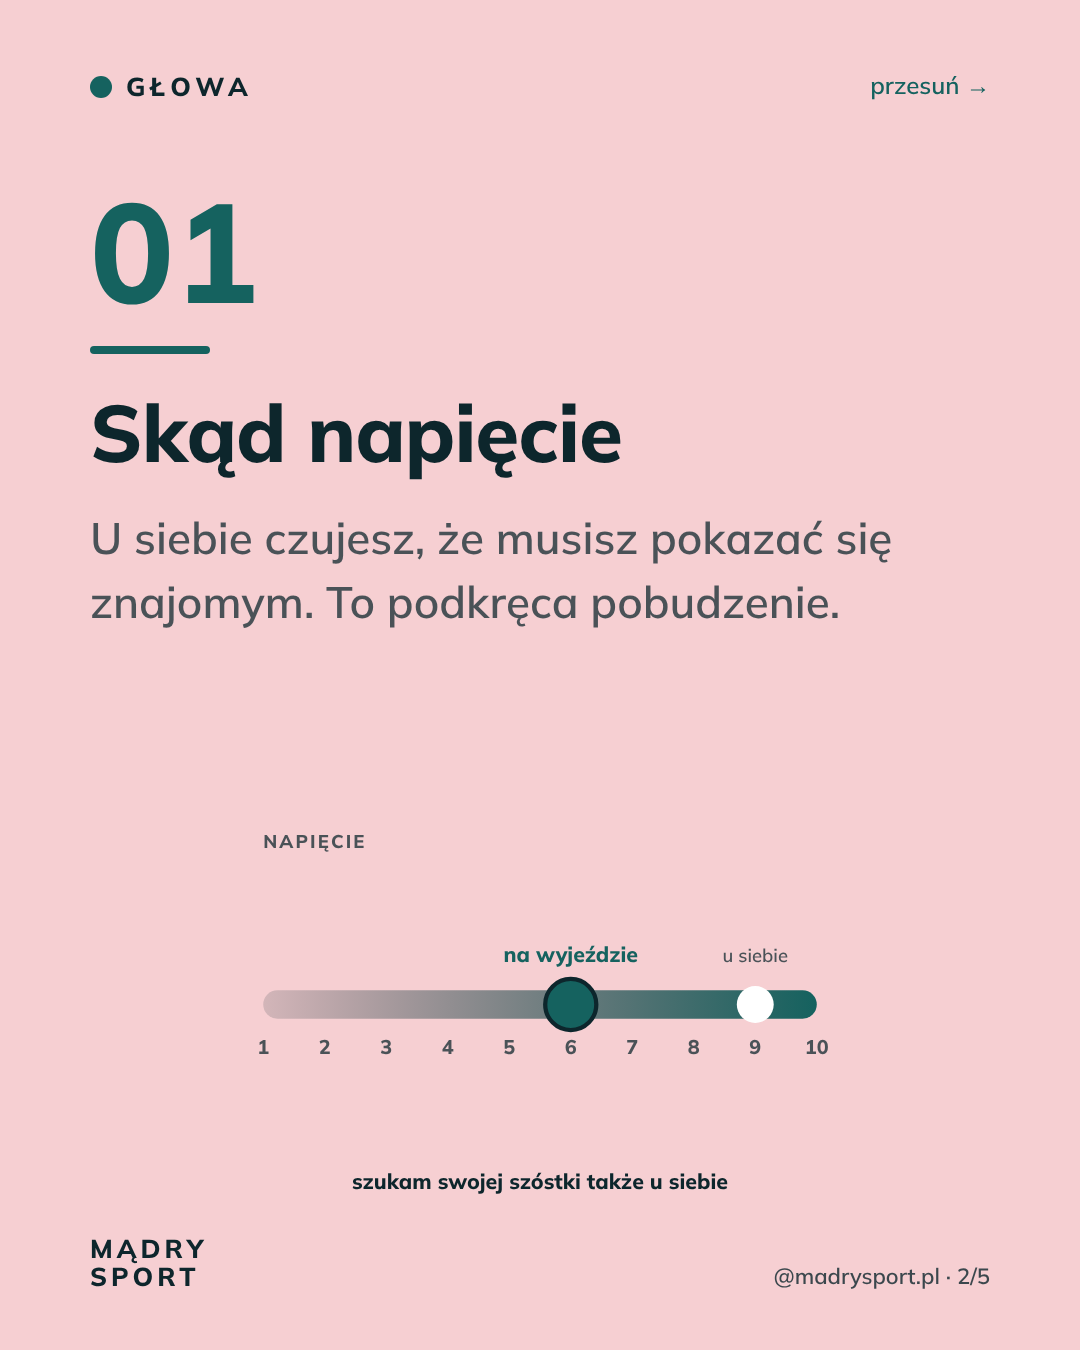 GŁOWA
przesuń →
01
Skąd napięcie
U siebie czujesz, że musisz pokazać się
znajomym. To podkręca pobudzenie.
NAPIĘCIE
na wyjeździe
u siebie
1 2 3 4 5 6 7 8 9 10
szukam swojej szóstki także u siebie
MĄDRY
SPORT
@madrysport.pl · 2/5